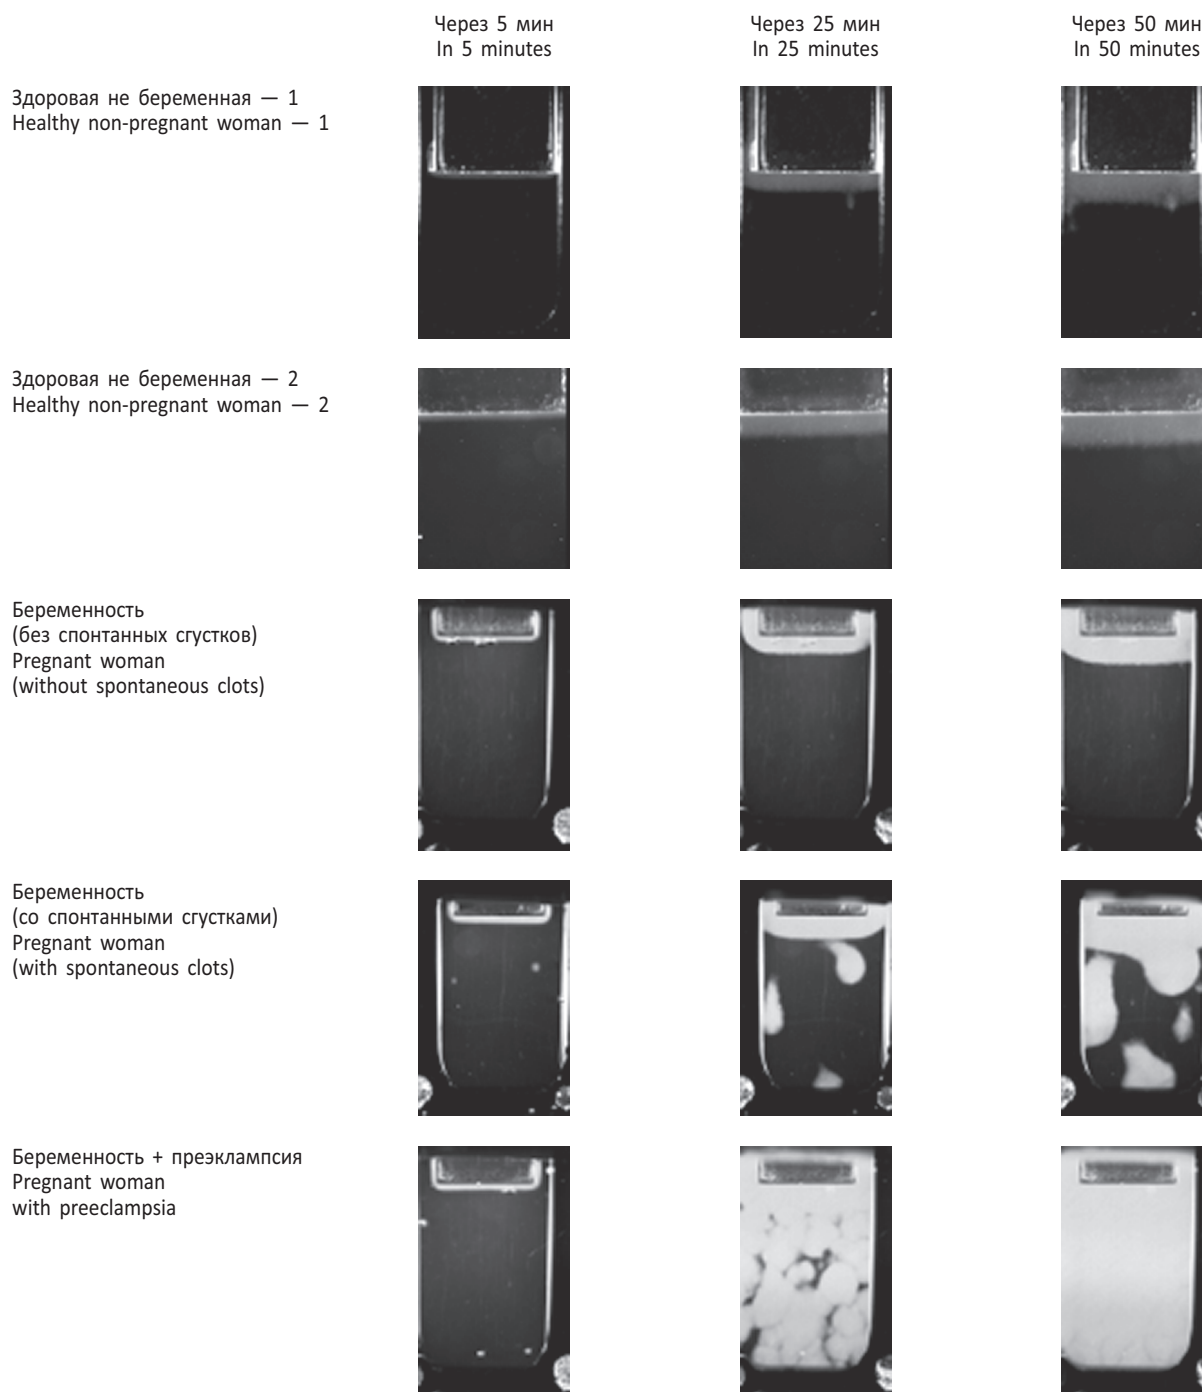 Через 5 мин
In 5 minutes
Через 25 мин
In 25 minutes
Через 50 мин
In 50 minutes
Здоровая не беременная — 1
Healthy non-pregnant woman — 1
Здоровая не беременная — 2
Healthy non-pregnant woman — 2
Беременность
(без спонтанных сгустков)
Pregnant woman
(without spontaneous clots)
Беременность
(со спонтанными сгустками)
Pregnant woman
(with spontaneous clots)
Беременность + преэклампсия
Pregnant woman
with preeclampsia